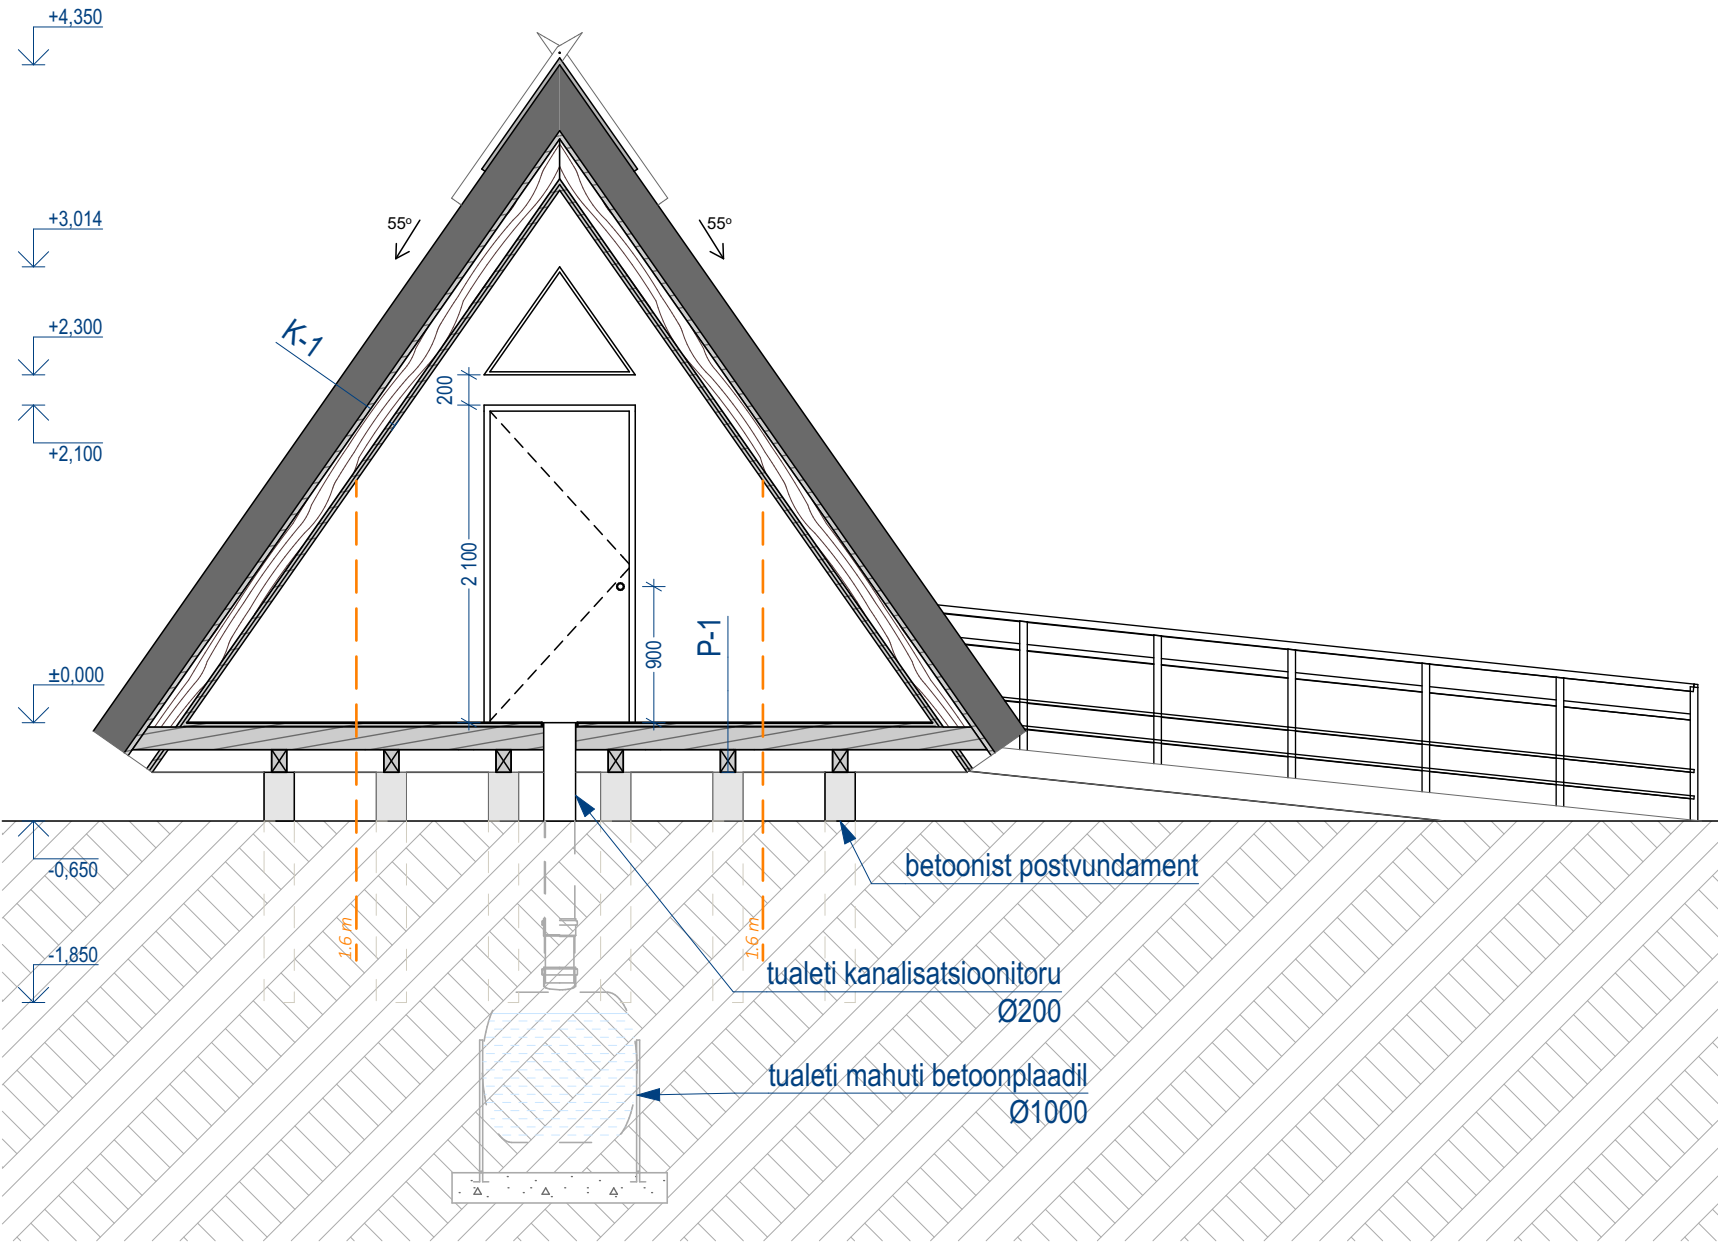 +4,350
+3,014
55º
55º
+2,300
K-1
200
+2,100
2 100
900
P-1
±0,000
-0,650
betoonist postvundament
1.6 m
1.6 m
-1,850
tualeti kanalisatsioonitoru
Ø200
tualeti mahuti betoonplaadil
Ø1000